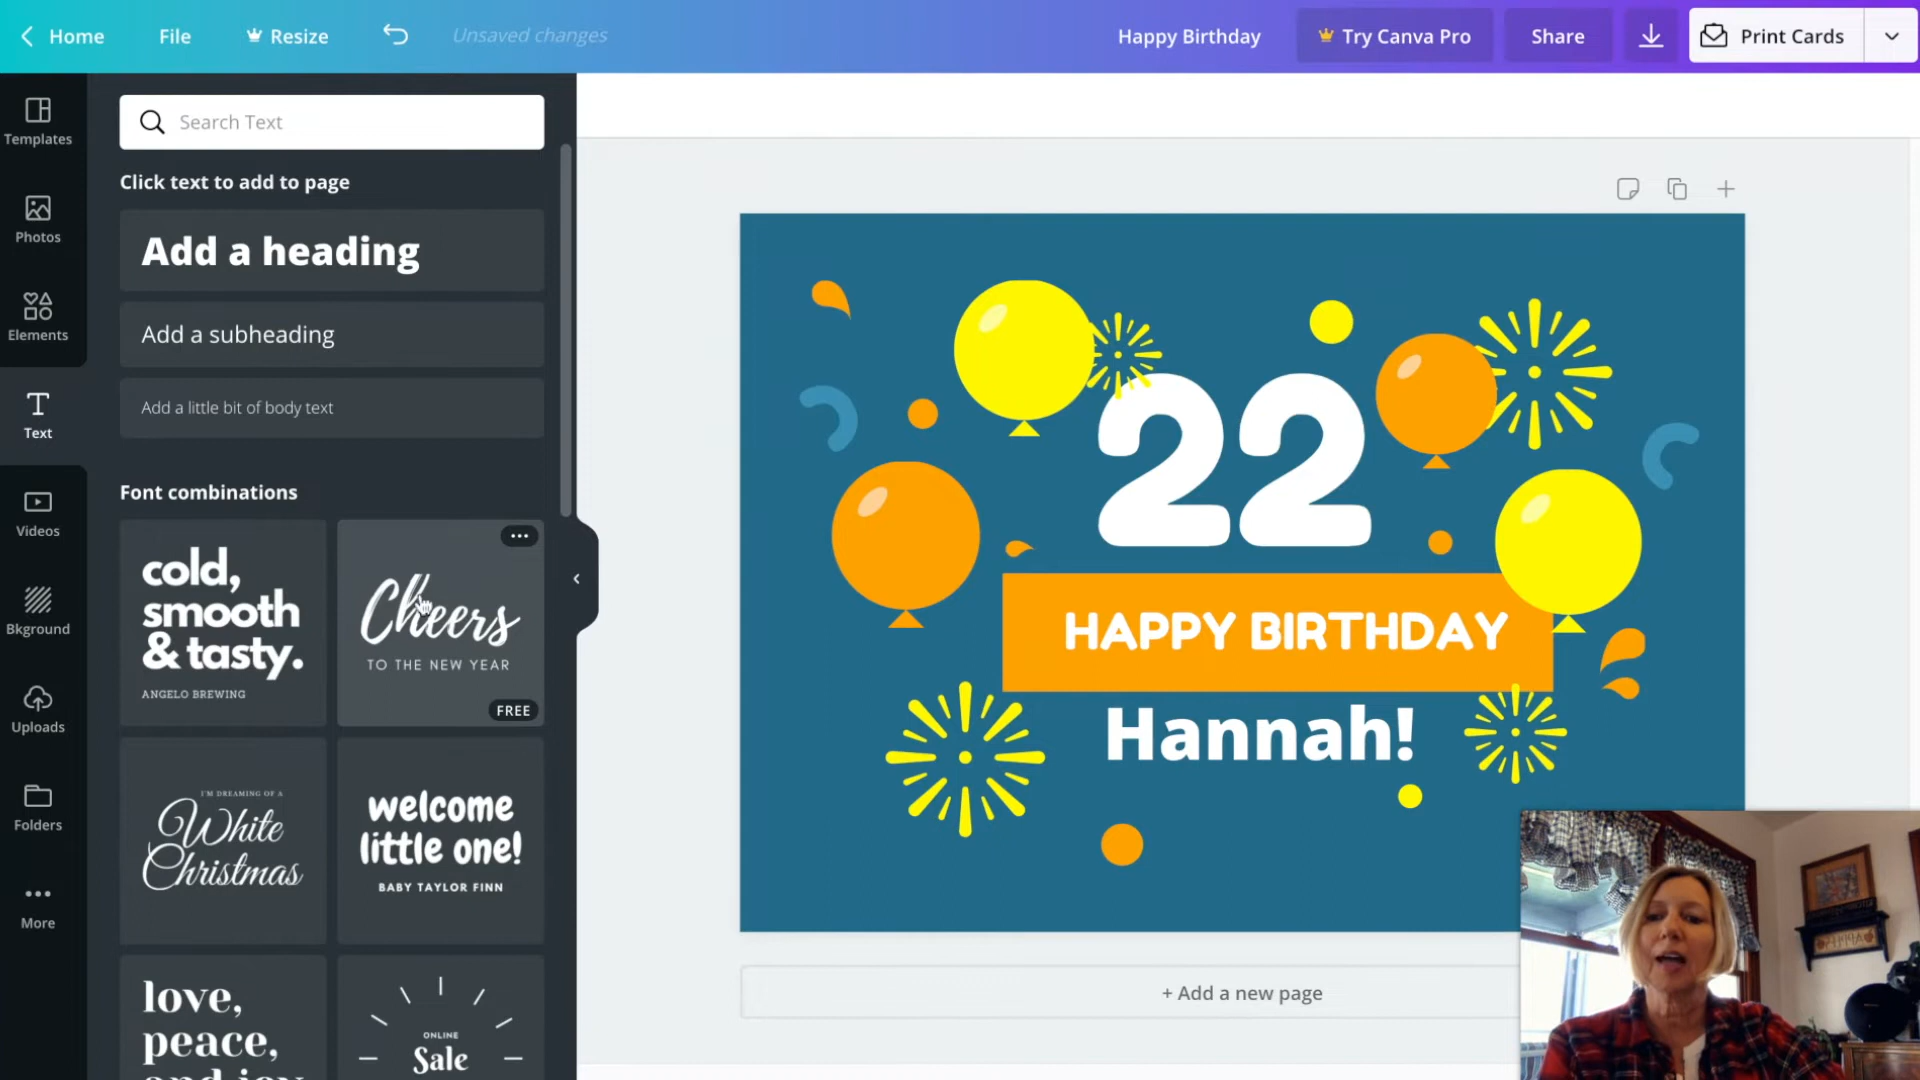 Home
File
Resize
Unsaved changes
Happy Birthday
Try Canva Pro
Share
Print Cards
Templates
Photos
Elements
Text
Videos
Bkground
Uploads
Folders
More
Search Text
Click text to add to page
Add a heading
Add a subheading
Add a little bit of body text
Font combinations
cold,
smooth
& tasty.
ANGELO BREWING
Cheers
TO THE NEW YEAR
FREE
I'M DREAMING OF A
White
Christmas
welcome
little one!
BABY TAYLOR FINN
love,
peace,
and joy
ONLINE
Sale
22
HAPPY BIRTHDAY
Hannah!
+ Add a new page